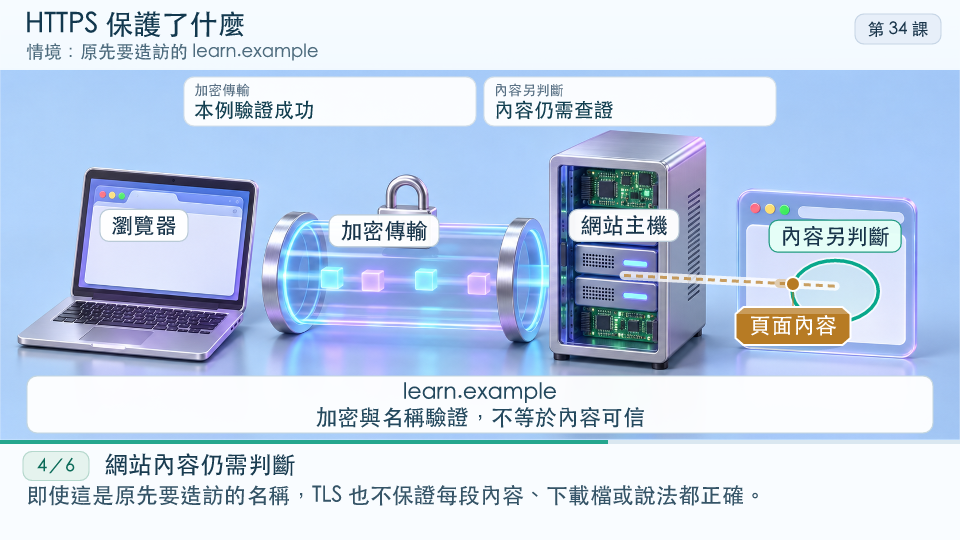 HTTPS 保護了什麼
情境：原先要造訪的 learn.example
第 34 課
加密傳輸
本例驗證成功
內容另判斷
內容仍需查證
瀏覽器
加密傳輸
網站主機
內容另判斷
頁面內容
learn.example
加密與名稱驗證，不等於內容可信
4／6 網站內容仍需判斷
即使這是原先要造訪的名稱，TLS 也不保證每段內容、下載檔或說法都正確。